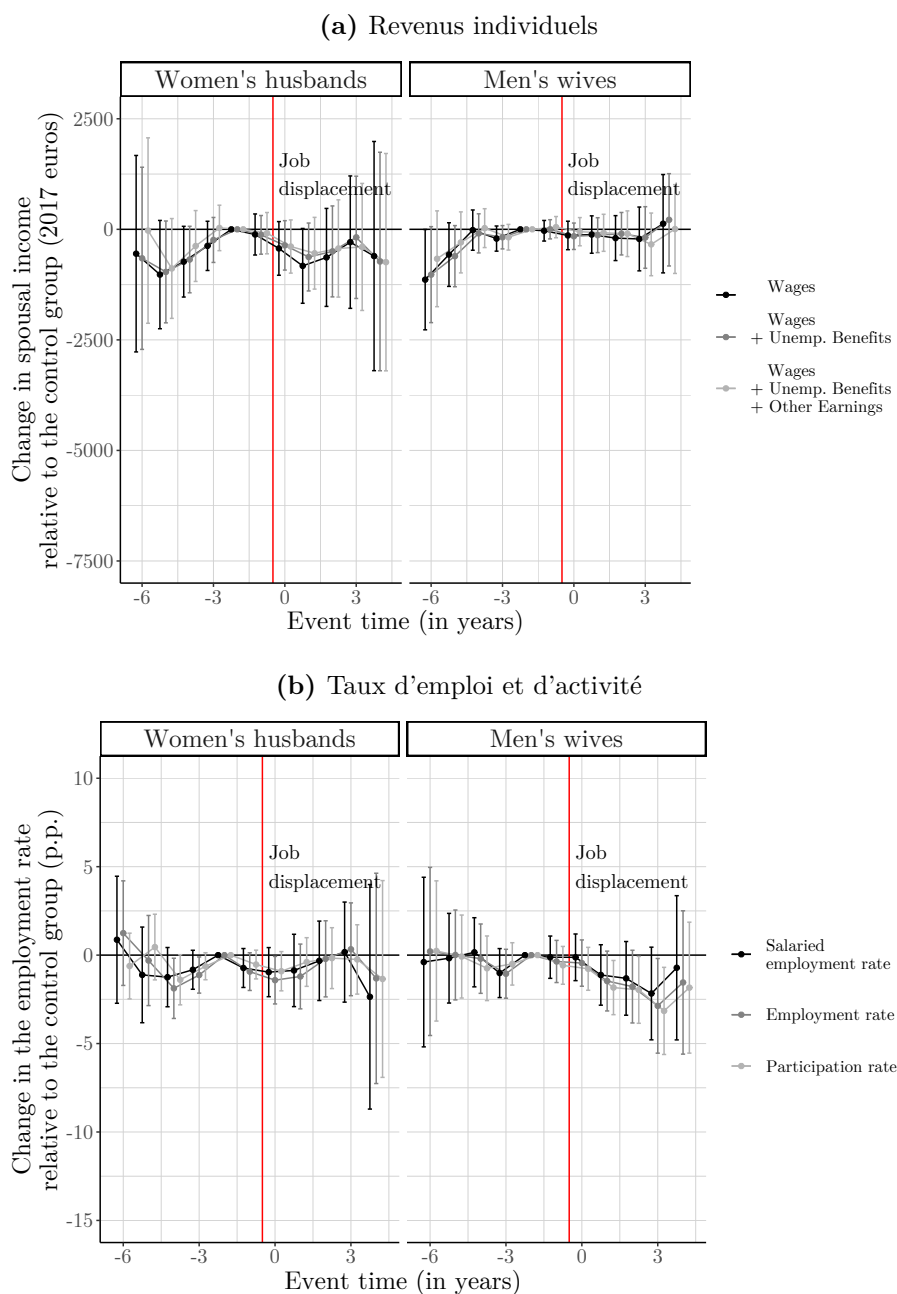 (a) Revenus individuels
Women's husbands
Men's wives
Change in spousal income
relative to the control group (2017 euros)
2500
0
-2500
-5000
-7500
Job
displacement
Job
displacement
-6
-3
0
3
-6
-3
0
3
Event time (in years)
Wages
Wages
+ Unemp. Benefits
Wages
+ Unemp. Benefits
+ Other Earnings
(b) Taux d'emploi et d'activité
Women's husbands
Men's wives
Change in the employment rate
relative to the control group (p.p.)
10
5
0
-5
-10
-15
Job
displacement
Job
displacement
-6
-3
0
3
-6
-3
0
3
Event time (in years)
Salaried
employment rate
Employment rate
Participation rate